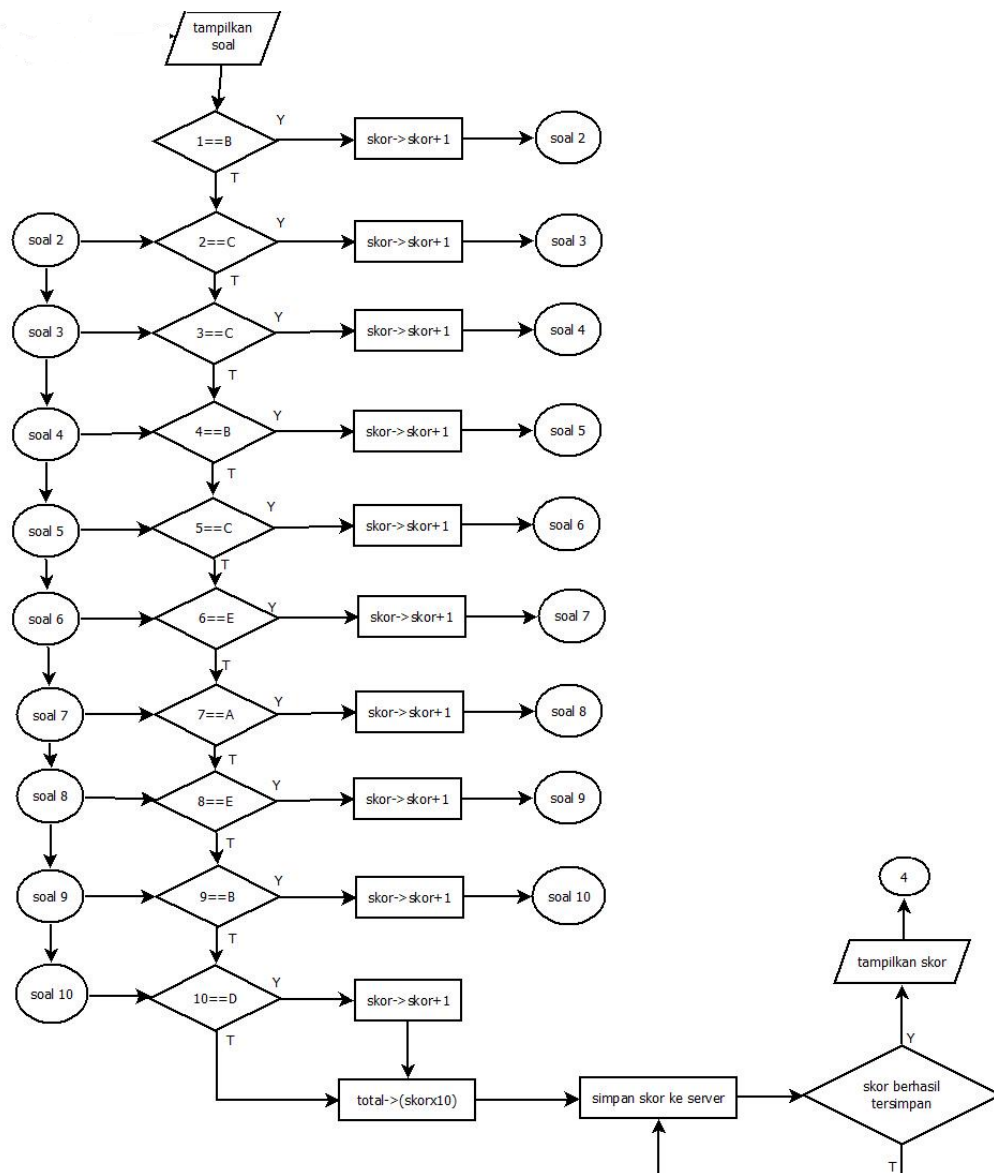 tampilkan
soal
1==B
Y
skor->skor+1
soal 2
T
soal 2
2==C
Y
skor->skor+1
soal 3
T
soal 3
3==C
Y
skor->skor+1
soal 4
T
soal 4
4==B
Y
skor->skor+1
soal 5
T
soal 5
5==C
Y
skor->skor+1
soal 6
T
soal 6
6==E
Y
skor->skor+1
soal 7
T
soal 7
7==A
Y
skor->skor+1
soal 8
T
soal 8
8==E
Y
skor->skor+1
soal 9
T
soal 9
9==B
Y
skor->skor+1
soal 10
T
soal 10
10==D
Y
skor->skor+1
T
total->(skorx10)
simpan skor ke server
skor berhasil
tersimpan
Y
tampilkan skor
4
T